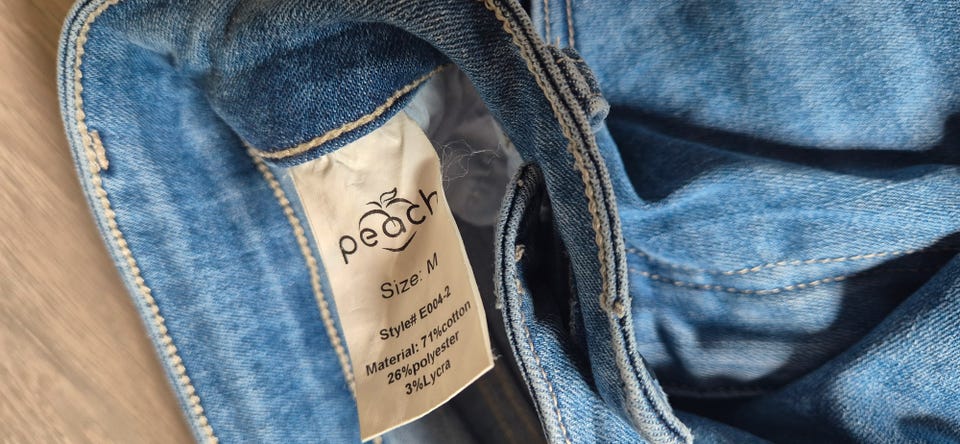 peach
Size: M
Style# E004-2
Material: 71%cotton
26%polyester
3%Lycra